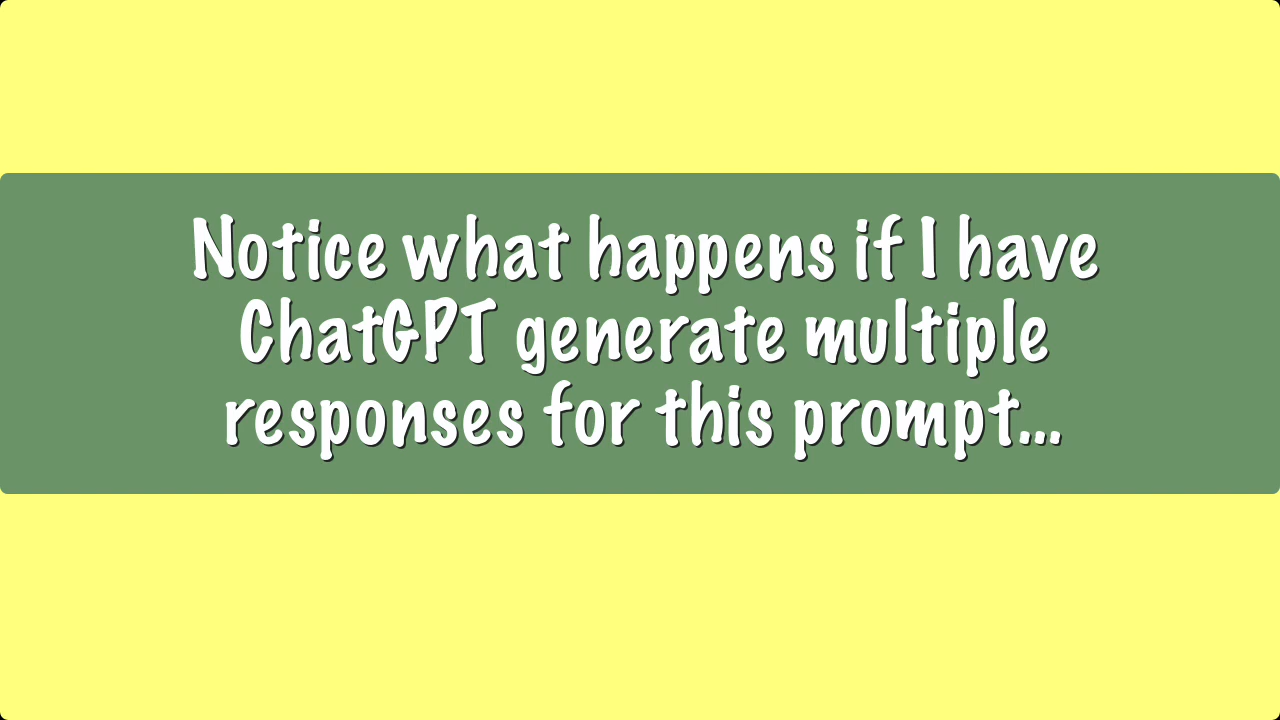 Notice what happens if I have
ChatGPT generate multiple
responses for this prompt...